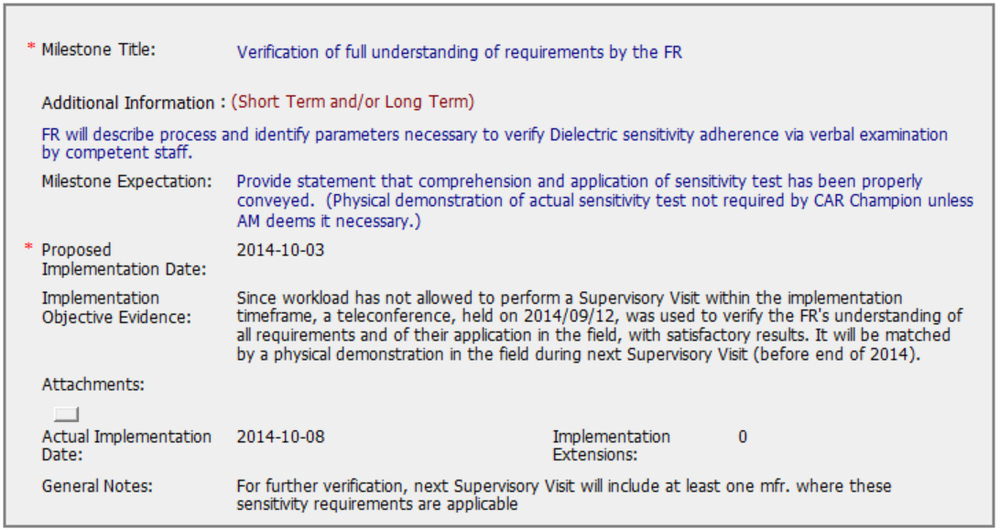 * Milestone Title: Verification of full understanding of requirements by the FR
Additional Information : (Short Term and/or Long Term)
FR will describe process and identify parameters necessary to verify Dielectric sensitivity adherence via verbal examination
by competent staff.
Milestone Expectation: Provide statement that comprehension and application of sensitivity test has been properly
conveyed. (Physical demonstration of actual sensitivity test not required by CAR Champion unless
AM deems it necessary.)
* Proposed 2014-10-03
Implementation Date:
Implementation Since workload has not allowed to perform a Supervisory Visit within the implementation
Objective Evidence: timeframe, a teleconference, held on 2014/09/12, was used to verify the FR's understanding of
all requirements and of their application in the field, with satisfactory results. It will be matched
by a physical demonstration in the field during next Supervisory Visit (before end of 2014).
Attachments:
Actual Implementation 2014-10-08 Implementation 0
Date: Extensions:
General Notes: For further verification, next Supervisory Visit will include at least one mfr. where these
sensitivity requirements are applicable